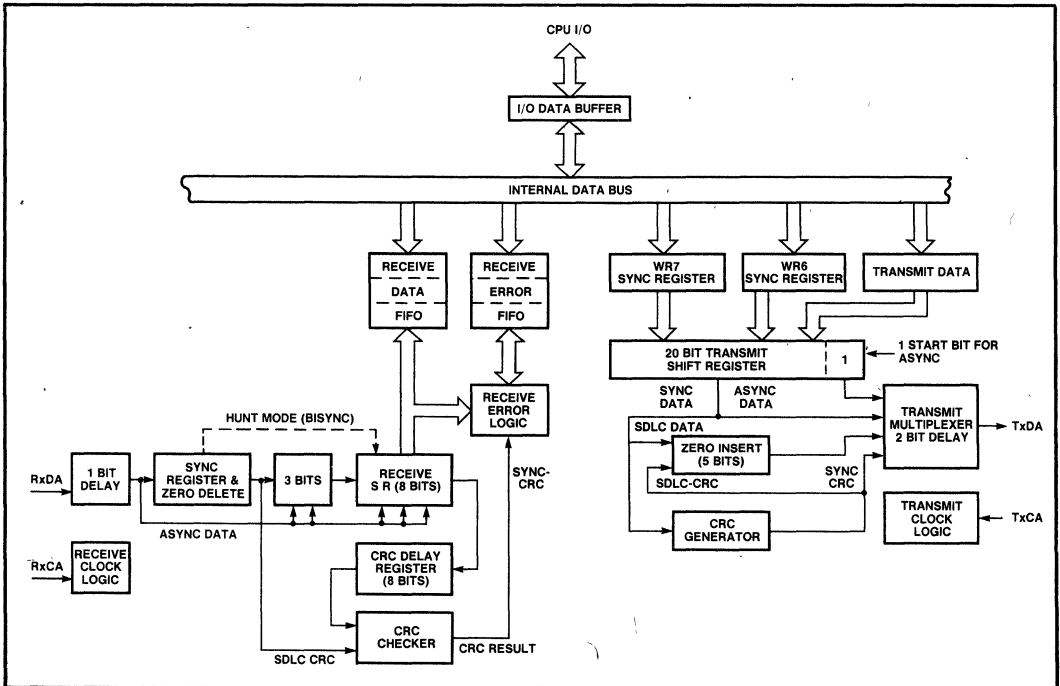 CPU I/O
I/O DATA BUFFER
INTERNAL DATA BUS
RECEIVE
DATA
FIFO
RECEIVE
ERROR
FIFO
WR7
SYNC REGISTER
WR6
SYNC REGISTER
TRANSMIT DATA
20 BIT TRANSMIT
SHIFT REGISTER
1
1 START BIT FOR
ASYNC
RECEIVE
ERROR
LOGIC
SYNC
DATA
ASYNC
DATA
TRANSMIT
MULTIPLEXER
2 BIT DELAY
TxDA
HUNT MODE (BISYNC)
SDLC DATA
ZERO INSERT
(5 BITS)
SDLC-CRC
SYNC
CRC
RxDA
1 BIT
DELAY
SYNC
REGISTER &
ZERO DELETE
3 BITS
RECEIVE
S R (8 BITS)
SYNC-
CRC
ASYNC DATA
CRC
GENERATOR
TRANSMIT
CLOCK
LOGIC
TxCA
RxCA
RECEIVE
CLOCK
LOGIC
CRC DELAY
REGISTER
(8 BITS)
CRC
CHECKER
SDLC CRC
CRC RESULT